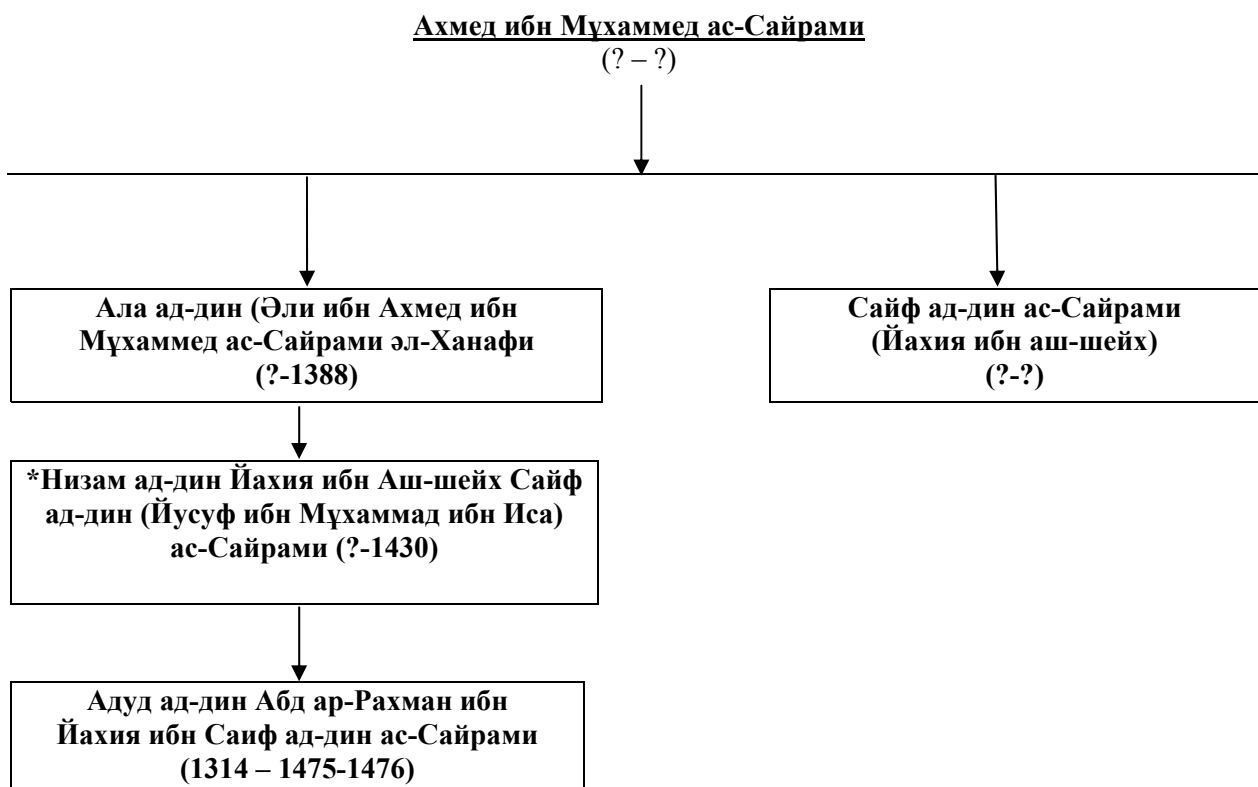 Ахмед ибн Мұхаммед ас-Сайрами
(? – ?)
Ала ад-дин (Әли ибн Ахмед ибн
Мұхаммед ас-Сайрами әл-Ханафи
(?-1388)
Сайф ад-дин ас-Сайрами
(Йахия ибн аш-шейх)
(?-?)
*Низам ад-дин Йахия ибн Аш-шейх Сайф
ад-дин (Йусуф ибн Мұхаммад ибн Иса)
ас-Сайрами (?-1430)
Адуд ад-дин Абд ар-Рахман ибн
Йахия ибн Саиф ад-дин ас-Сайрами
(1314 – 1475-1476)